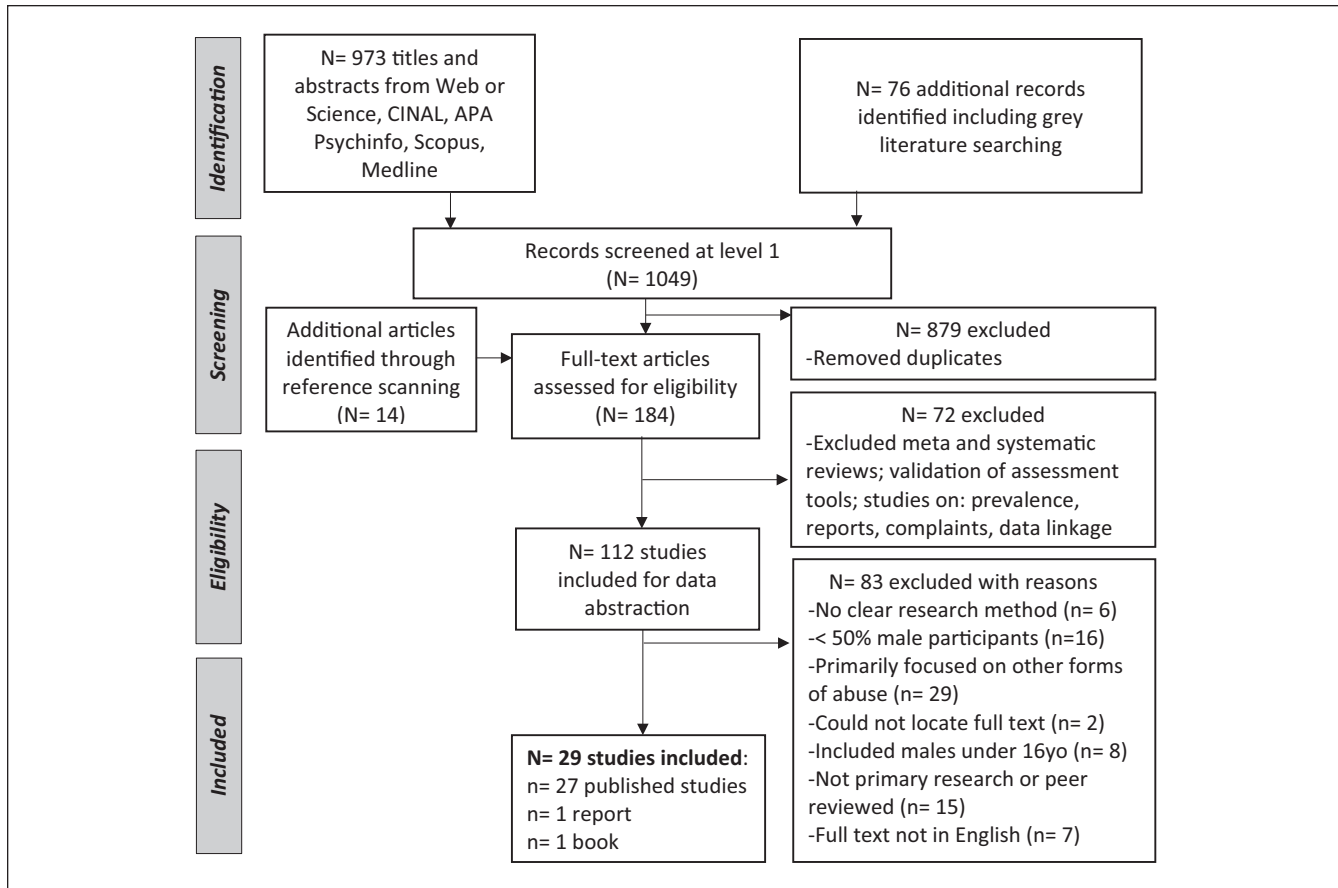 Identification
N= 973 titles and
abstracts from Web or
Science, CINAL, APA
Psychinfo, Scopus,
Medline
N= 76 additional records
identified including grey
literature searching
Screening
Records screened at level 1
(N= 1049)
Additional articles
identified through
reference scanning
(N= 14)
Full-text articles
assessed for eligibility
(N= 184)
N= 879 excluded
-Removed duplicates
N= 72 excluded
-Excluded meta and systematic
reviews; validation of assessment
tools; studies on: prevalence,
reports, complaints, data linkage
Eligibility
N= 112 studies
included for data
abstraction
N= 83 excluded with reasons
-No clear research method (n= 6)
-< 50% male participants (n=16)
-Primarily focused on other forms
of abuse (n= 29)
-Could not locate full text (n= 2)
-Included males under 16yo (n= 8)
-Not primary research or peer
reviewed (n= 15)
-Full text not in English (n= 7)
Included
N= 29 studies included:
n= 27 published studies
n= 1 report
n= 1 book